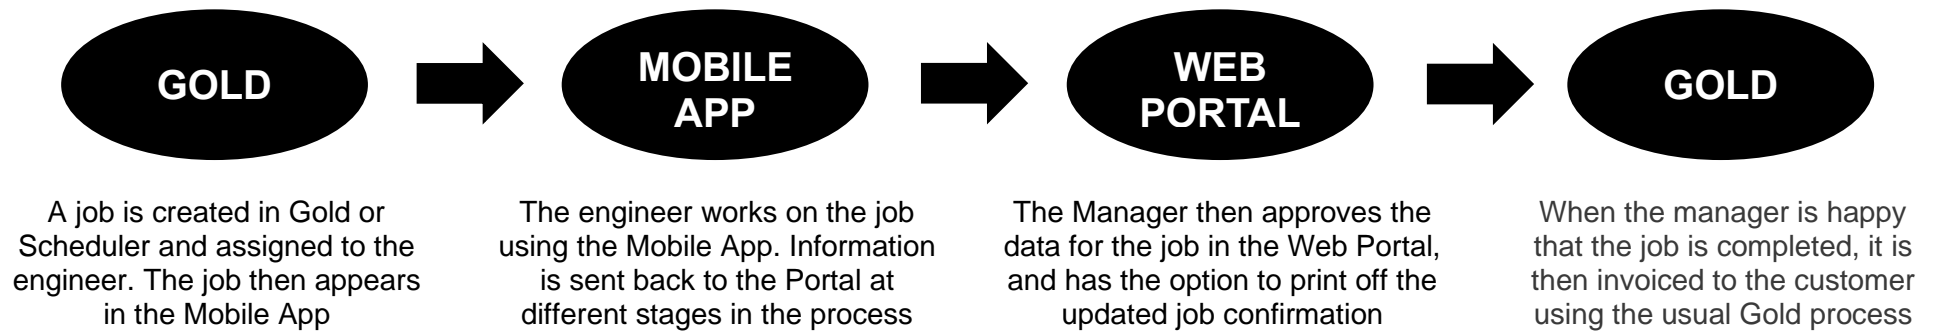 GOLD
MOBILE
APP
WEB
PORTAL
GOLD
A job is created in Gold or
Scheduler and assigned to the
engineer. The job then appears
in the Mobile App
The engineer works on the job
using the Mobile App. Information
is sent back to the Portal at
different stages in the process
The Manager then approves the
data for the job in the Web Portal,
and has the option to print off the
updated job confirmation
When the manager is happy
that the job is completed, it is
then invoiced to the customer
using the usual Gold process